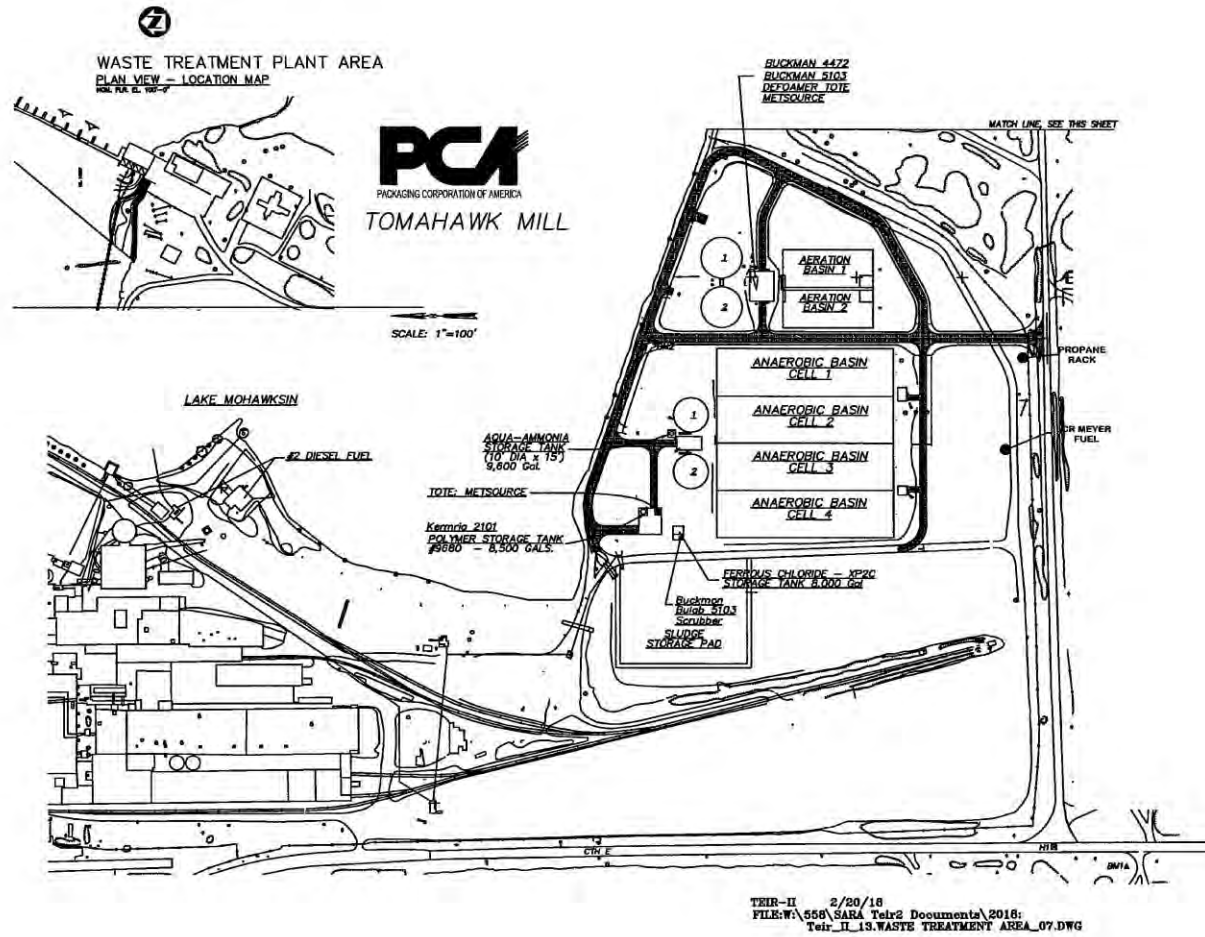 WASTE TREATMENT PLANT AREA
PLAN VIEW - LOCATION MAP
PCA
PACKAGING CORPORATION OF AMERICA
TOMAHAWK MILL
SCALE: 1"=100'
BUCKMAN 4472
BUCKMAN 5103
DEFOAMER TOTE
METSOURCE
MATCH LINE, SEE THIS SHEET
1
2
AERATION
BASIN 1
AERATION
BASIN 2
PROPANE
RACK
ANAEROBIC BASIN
CELL 1
ANAEROBIC BASIN
CELL 2
ANAEROBIC BASIN
CELL 3
ANAEROBIC BASIN
CELL 4
1
2
CR MEYER
FUEL
LAKE MOHAWKSIN
#2 DIESEL FUEL
AQUA-AMMONIA
STORAGE TANK
(10' DIA x 15')
9,600 Gal.
TOTE: METSOURCE
Kermria 2101
POLYMER STORAGE TANK
#9680 - 8,500 GALS.
FERROUS CHLORIDE - XP2C
STORAGE TANK 8,000 Gal
Buckman
Bulab 5103
Scrubber
SLUDGE
STORAGE PAD
CTH E
BM1A
TEIR-II 2/20/18
FILE:W:\558\SARA Teir2 Documents\2018:
Teir_II_13.WASTE TREATMENT AREA_07.DWG